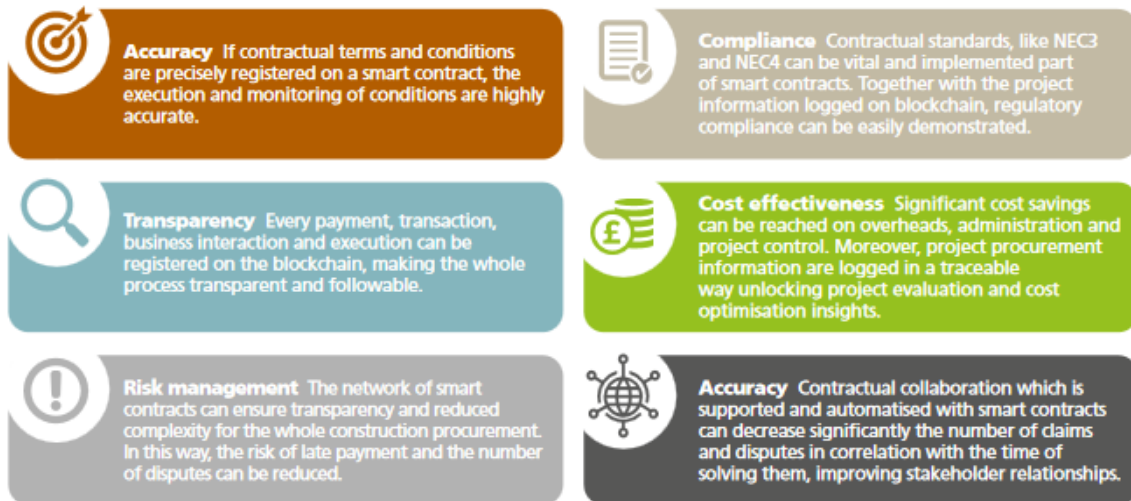 Accuracy If contractual terms and conditions
are precisely registered on a smart contract, the
execution and monitoring of conditions are highly
accurate.
Compliance Contractual standards, like NEC3
and NEC4 can be vital and implemented part
of smart contracts. Together with the project
information logged on blockchain, regulatory
compliance can be easily demonstrated.
Transparency Every payment, transaction,
business interaction and execution can be
registered on the blockchain, making the whole
process transparent and followable.
£
Cost effectiveness Significant cost savings
can be reached on overheads, administration and
project control. Moreover, project procurement
information are logged in a traceable
way unlocking project evaluation and cost
optimisation insights.
Risk management The network of smart
contracts can ensure transparency and reduced
complexity for the whole construction procurement.
In this way, the risk of late payment and the number
of disputes can be reduced.
Accuracy Contractual collaboration which is
supported and automatised with smart contracts
can decrease significantly the number of claims
and disputes in correlation with the time of
solving them, improving stakeholder relationships.